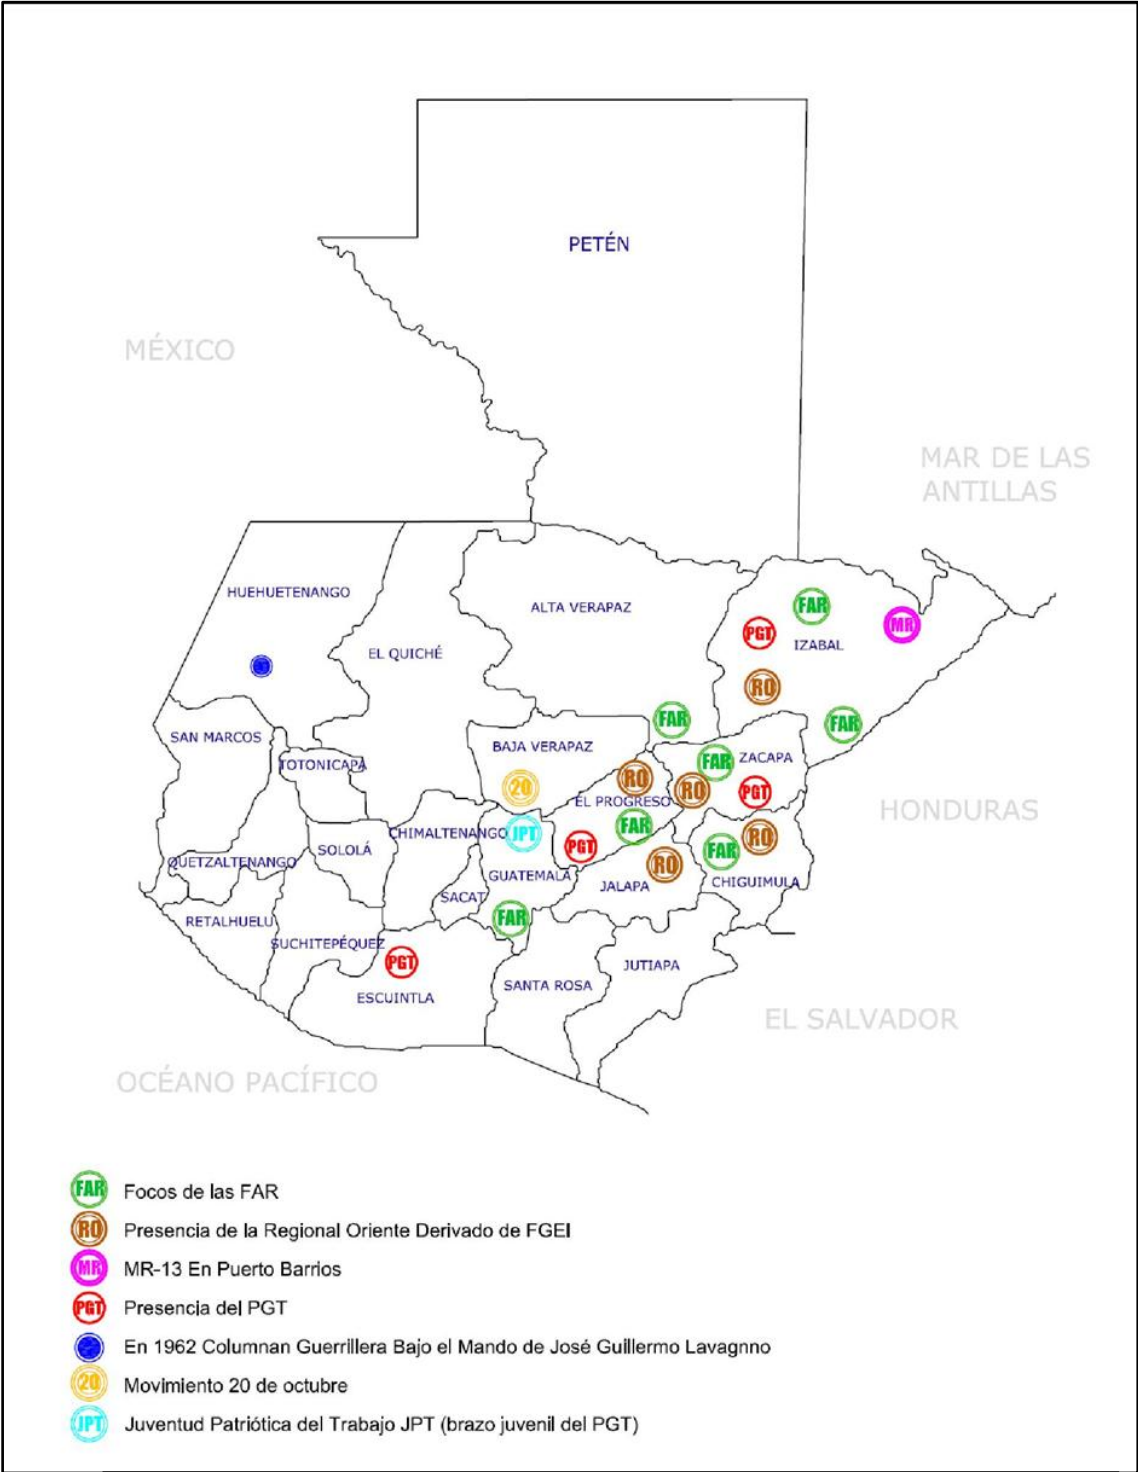 PETÉN
MÉXICO
MAR DE LAS
ANTILLAS
HUEHUETENANGO
ALTA VERAPAZ
FAR
MR
PGT
IZABAL
EL QUICHÉ
RO
FAR
FAR
SAN MARCOS
BAJA VERAPAZ
TOTONICAPA
FAR
ZACAPA
RO
20
RO
PGT
EL PROGRESO
HONDURAS
CHIMALTENANGO
JPT
FAR
RO
SOLOLÁ
PGT
FAR
QUETZALTENANGO
RO
GUATEMALA
JALAPA
CHIGUIMULA
SACAT
RETALHUELU
FAR
SUCHITEPÉQUEZ
PGT
JUTIAPA
SANTA ROSA
ESCUINTLA
EL SALVADOR
OCÉANO PACÍFICO
FAR Focos de las FAR
RO Presencia de la Regional Oriente Derivado de FGEI
MR MR-13 En Puerto Barrios
PGT Presencia del PGT
En 1962 Columnan Guerrillera Bajo el Mando de José Guillermo Lavagnno
20 Movimiento 20 de octubre
JPT Juventud Patriótica del Trabajo JPT (brazo juvenil del PGT)